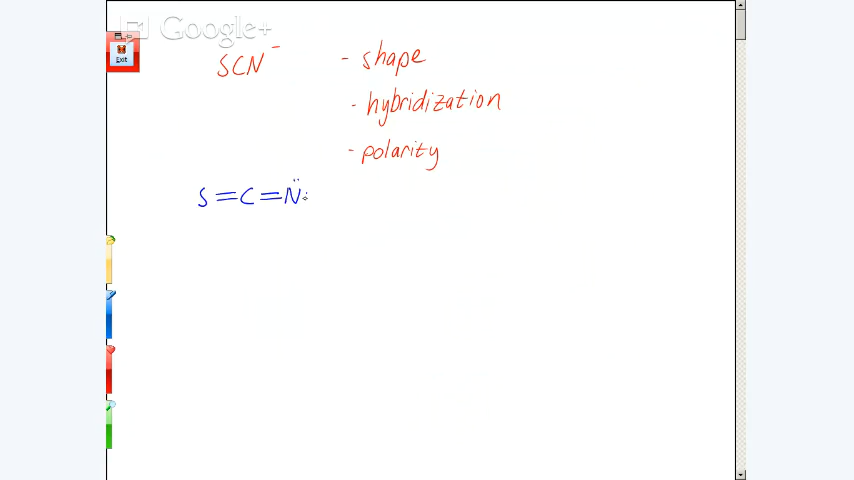 Google+
Exit
SCN⁻ - shape
- hybridization
- polarity
S=C=N̈: